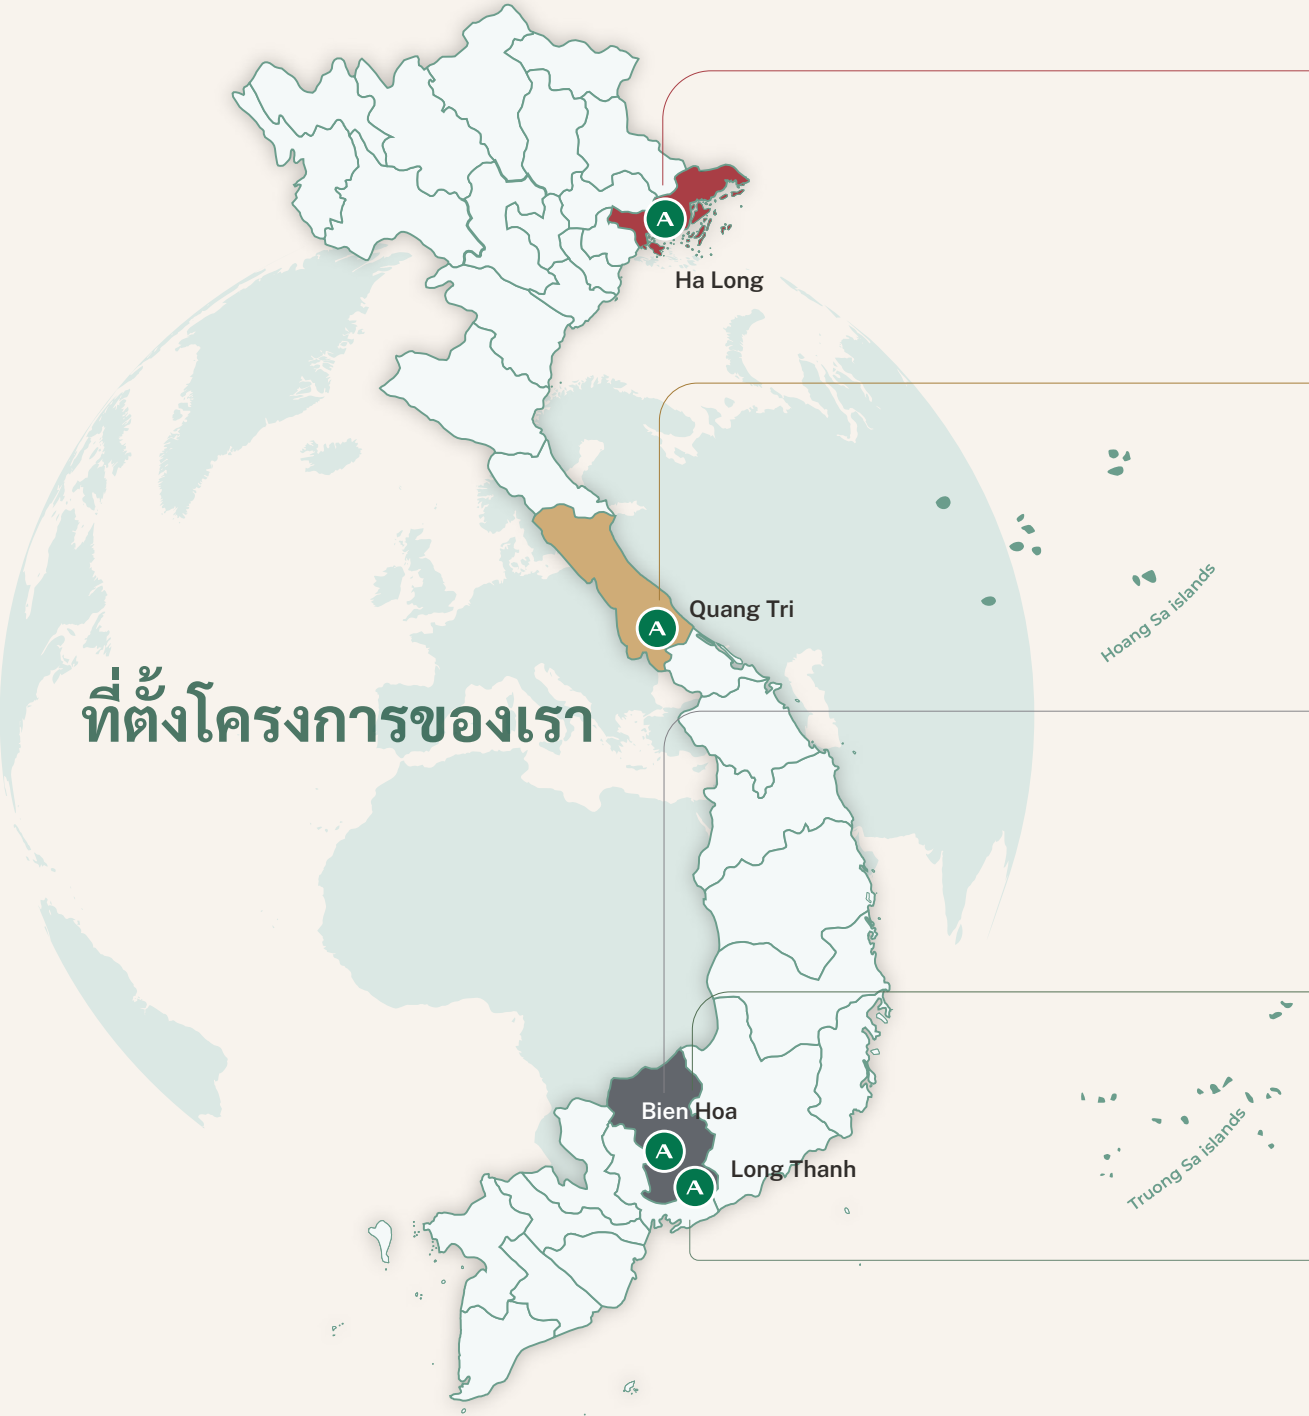 A
Ha Long
Quang Tri
A
Hoang Sa islands
ที่ตั้งโครงการของเรา
Bien Hoa
A
Long Thanh
A
Truong Sa islands